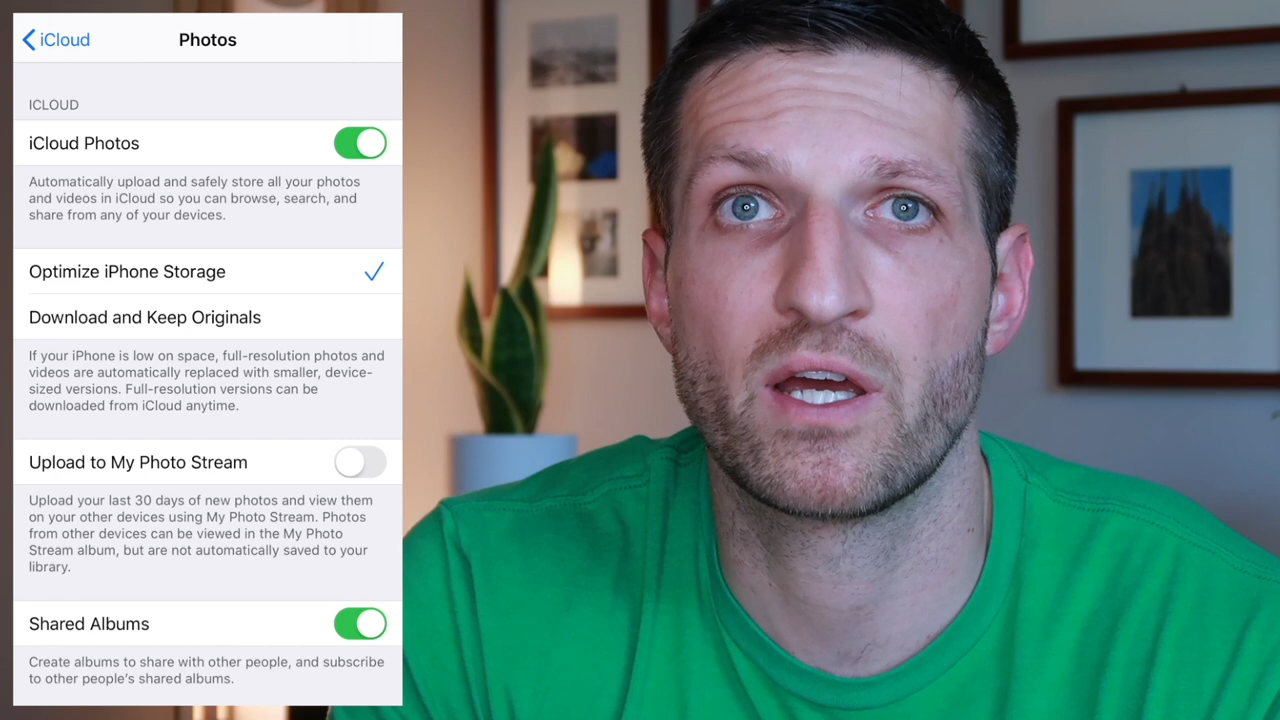 iCloud
Photos
ICLOUD
iCloud Photos
Automatically upload and safely store all your photos
and videos in iCloud so you can browse, search, and
share from any of your devices.
Optimize iPhone Storage
Download and Keep Originals
If your iPhone is low on space, full-resolution photos and
videos are automatically replaced with smaller, device-
sized versions. Full-resolution versions can be
downloaded from iCloud anytime.
Upload to My Photo Stream
Upload your last 30 days of new photos and view them
on your other devices using My Photo Stream. Photos
from other devices can be viewed in the My Photo
Stream album, but are not automatically saved to your
library.
Shared Albums
Create albums to share with other people, and subscribe
to other people’s shared albums.